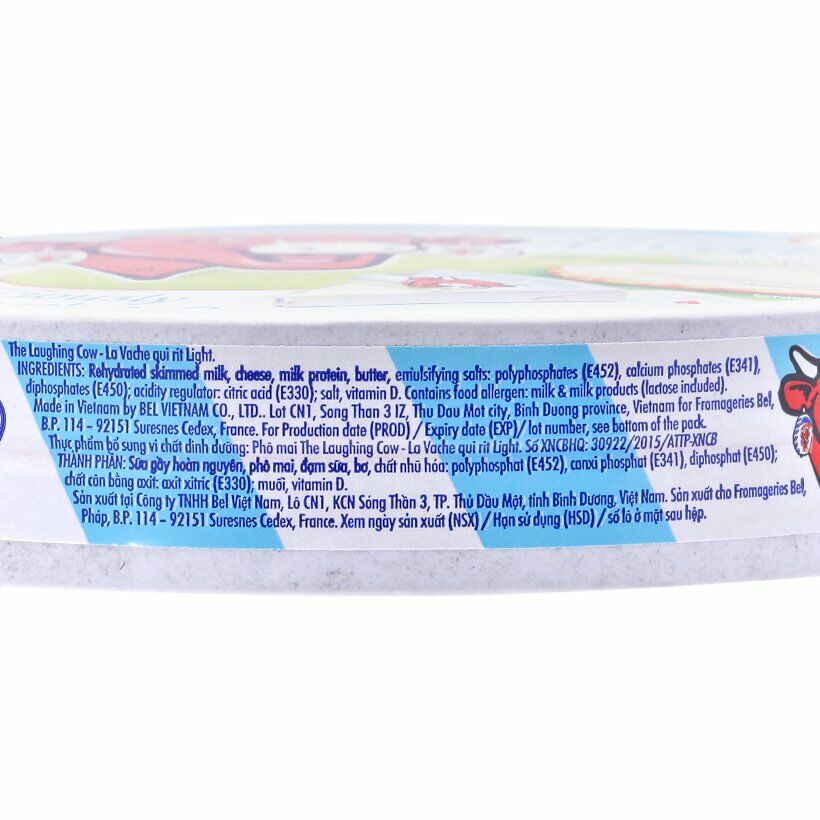 The Laughing Cow - La Vache qui rit Light.
INGREDIENTS: Rehydrated skimmed milk, cheese, milk protein, butter, emulsifying salts: polyphosphates (E452), calcium phosphates (E341),
diphosphates (E450); acidity regulator: citric acid (E330); salt, vitamin D. Contains food allergen: milk & milk products (lactose included).
Made in Vietnam by BEL VIETNAM CO., LTD.. Lot CN1, Song Than 3 IZ, Thu Dau Mot city, Binh Duong province, Vietnam for Fromageries Bel,
B.P. 114 – 92151 Suresnes Cedex, France. For Production date (PROD) / Expiry date (EXP)/ lot number, see bottom of the pack.
Thực phẩm bổ sung vi chất dinh dưỡng: Phô mai The Laughing Cow - La Vache qui rit Light. Số XNCBHQ: 30922/2015/ATTP-XNCB
THÀNH PHẦN: Sữa gầy hoàn nguyên, phô mai, đạm sữa, bơ, chất nhũ hóa: polyphosphat (E452), canxi phosphat (E341), diphosphat (E450);
chất cân bằng axit: axit xitric (E330); muối, vitamin D.
Sản xuất tại Công ty TNHH Bel Việt Nam, Lô CN1, KCN Sóng Thần 3, TP. Thủ Dầu Một, tỉnh Bình Dương, Việt Nam. Sản xuất cho Fromageries Bel,
Pháp, B.P. 114 – 92151 Suresnes Cedex, France. Xem ngày sản xuất (NSX) / Hạn sử dụng (HSD) / số lô ở mặt sau hộp.